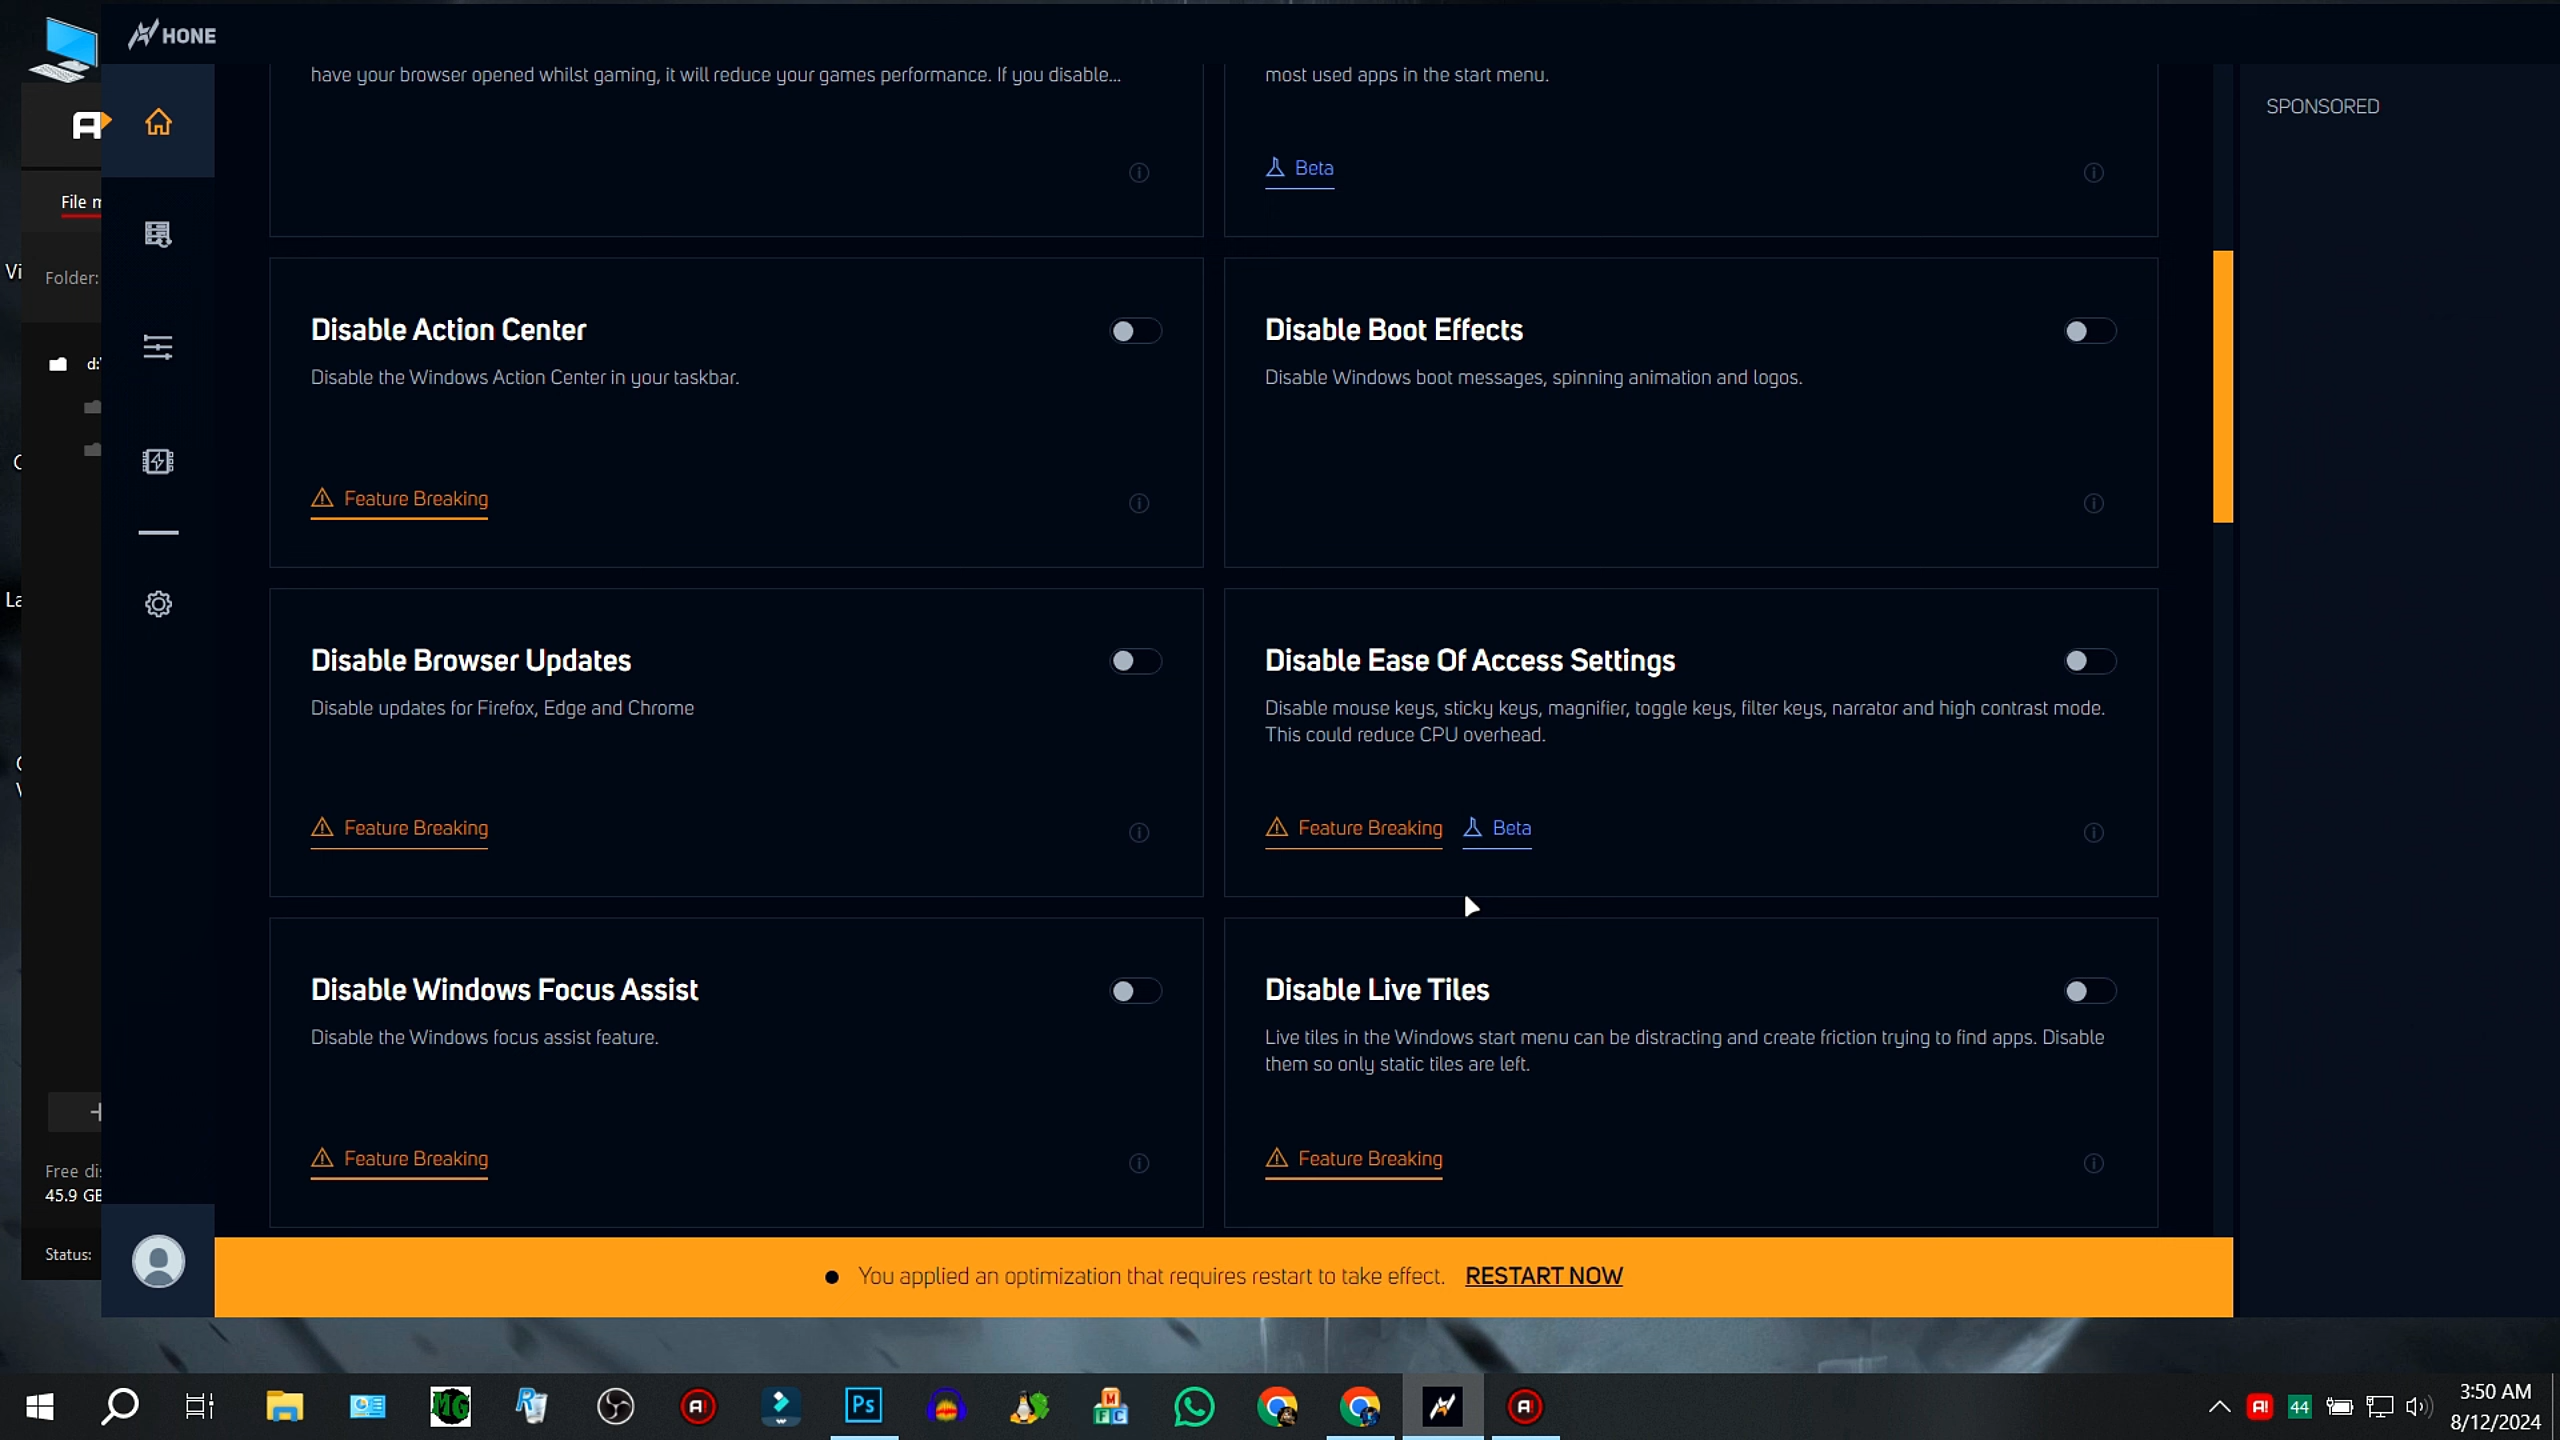 HONE
have your browser opened whilst gaming, it will reduce your games performance. If you disable...
most used apps in the start menu.
SPONSORED
Beta
File m
Folder:
Vi
Disable Action Center
Disable the Windows Action Center in your taskbar.
Feature Breaking
Disable Boot Effects
Disable Windows boot messages, spinning animation and logos.
d:
La
Disable Browser Updates
Disable updates for Firefox, Edge and Chrome
Feature Breaking
Disable Ease Of Access Settings
Disable mouse keys, sticky keys, magnifier, toggle keys, filter keys, narrator and high contrast mode.
This could reduce CPU overhead.
Feature Breaking Beta
Disable Windows Focus Assist
Disable the Windows focus assist feature.
Feature Breaking
Disable Live Tiles
Live tiles in the Windows start menu can be distracting and create friction trying to find apps. Disable
them so only static tiles are left.
Feature Breaking
Free dis
45.9 GB
Status:
You applied an optimization that requires restart to take effect. RESTART NOW
MG
Ps
M
F C
44
3:50 AM
8/12/2024